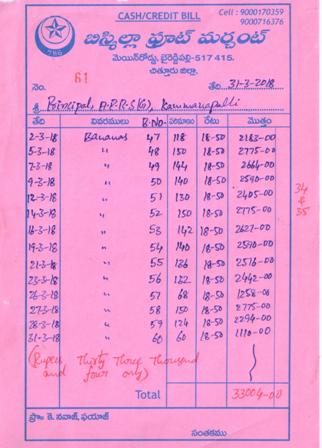 CASH/CREDIT BILL
Cell : 9000170359
9000716376
786
బిస్మిల్లా ఫ్రూట్ మర్చంట్
మెయిన్‌రోడ్డు, బైరెడ్డిపల్లి-517 415.
చిత్తూరు జిల్లా.
నెం. 61 తేది 31-3-2018
శ్రీ Principal, A.P.R.S(G), Kammanapalli
తేది వివరములు B.No- పరిమాణం రేటు మొత్తం
2-3-18 Bananas 47 118 18-50 2183-00
5-3-18 " 48 150 18-50 2775-00
7-3-18 " 49 144 18-50 2664-00
9-3-18 " 50 140 18-50 2590-00
12-3-18 " 51 130 18-50 2405-00
14-3-18 " 52 150 18-50 2775-00
16-3-18 " 53 142 18-50 2627-00
19-3-18 " 54 140 18-50 2590-00
21-3-18 " 55 136 18-50 2516-00
23-3-18 " 56 132 18-50 2442-00
26-3-18 " 57 68 18-50 1258-00
27-3-18 " 58 150 18-50 2775-00
28-3-18 " 59 124 18-50 2294-00
31-3-18 " 60 60 18-50 1110-00
34
&
35
(Rupees Thirty Three thousand
and four only)
Total 33004-00
ప్రొ: కె. నవాజ్, ఫయాజ్
సంతకము